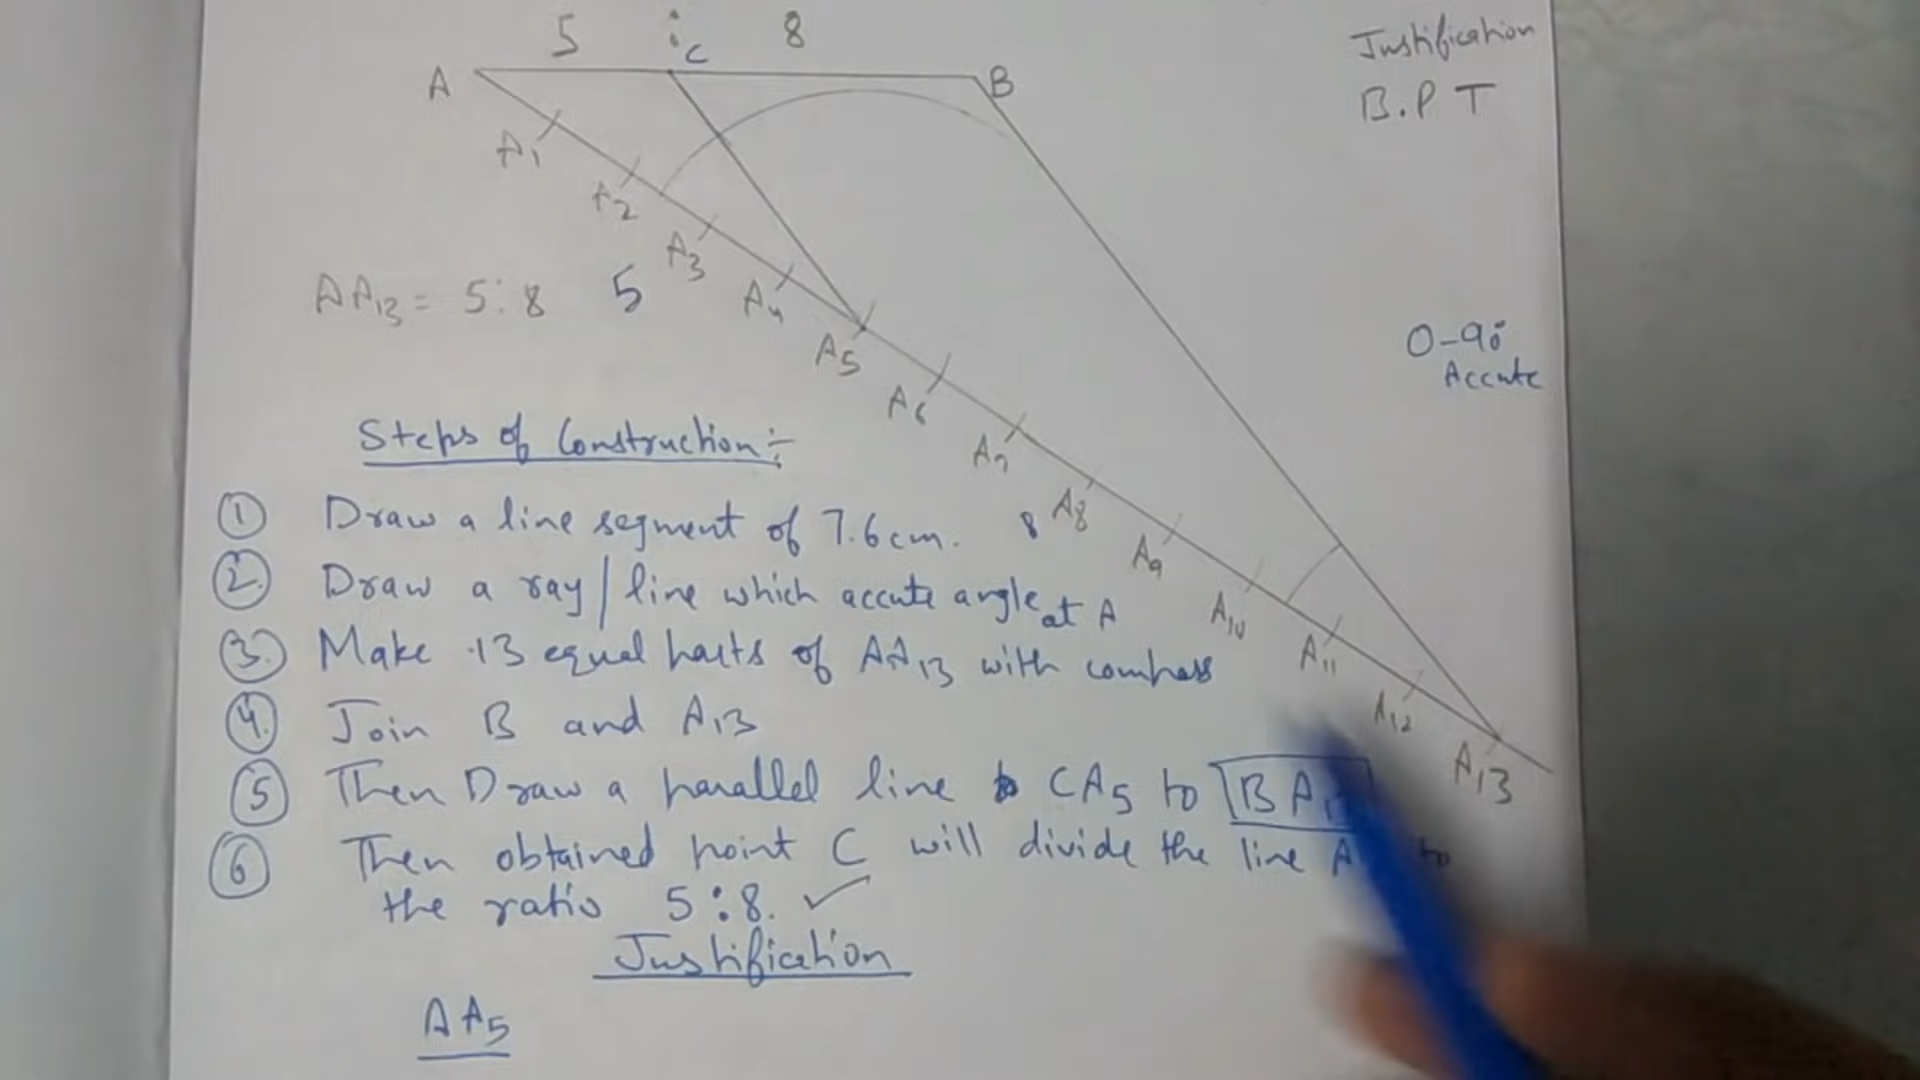 5 : 8
Justification
A C B
B.P T
A1
A2
A3
AA13 = 5:8 5
A4
A5
0-90°
Accute
A6
Steps of Construction :-
A7
1 Draw a line segment of 7.6cm. 8 A8
A9
2. Draw a ray / line which accute angle at A
A10
3. Make 13 equal parts of AA13 with compass
A11
4. Join B and A13
A12
A13
5 Then Draw a parallel line CA5 to
6 Then obtained point C will divide the line to
the ratio 5:8.
Justification
AA5